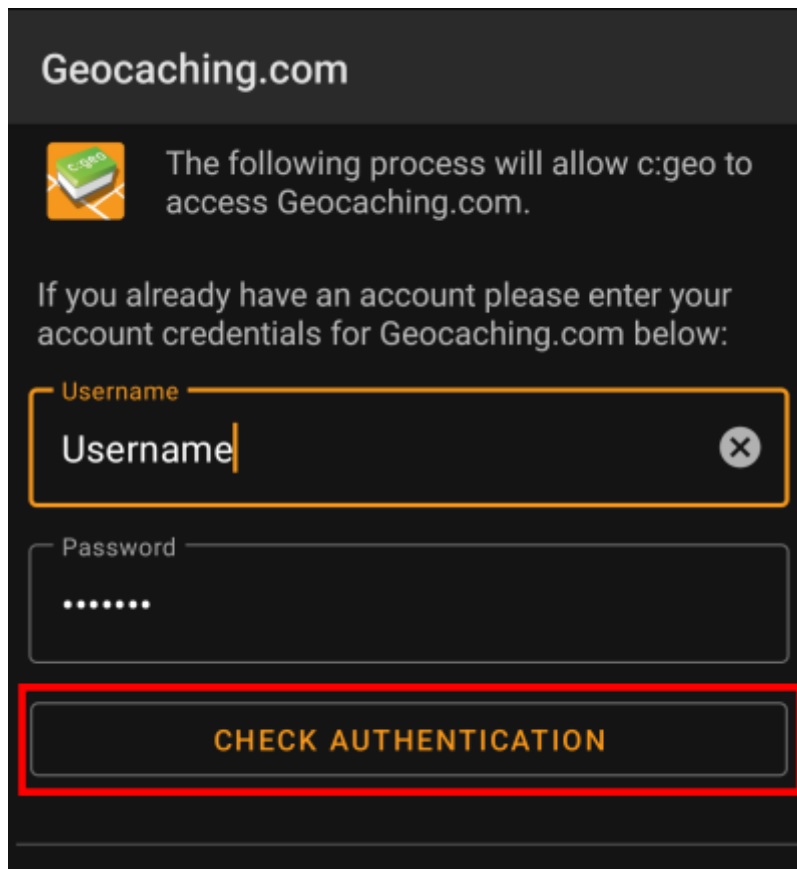 Geocaching.com
c:geo
The following process will allow c:geo to
access Geocaching.com.
If you already have an account please enter your
account credentials for Geocaching.com below:
Username
Username
Password
•••••••
CHECK AUTHENTICATION